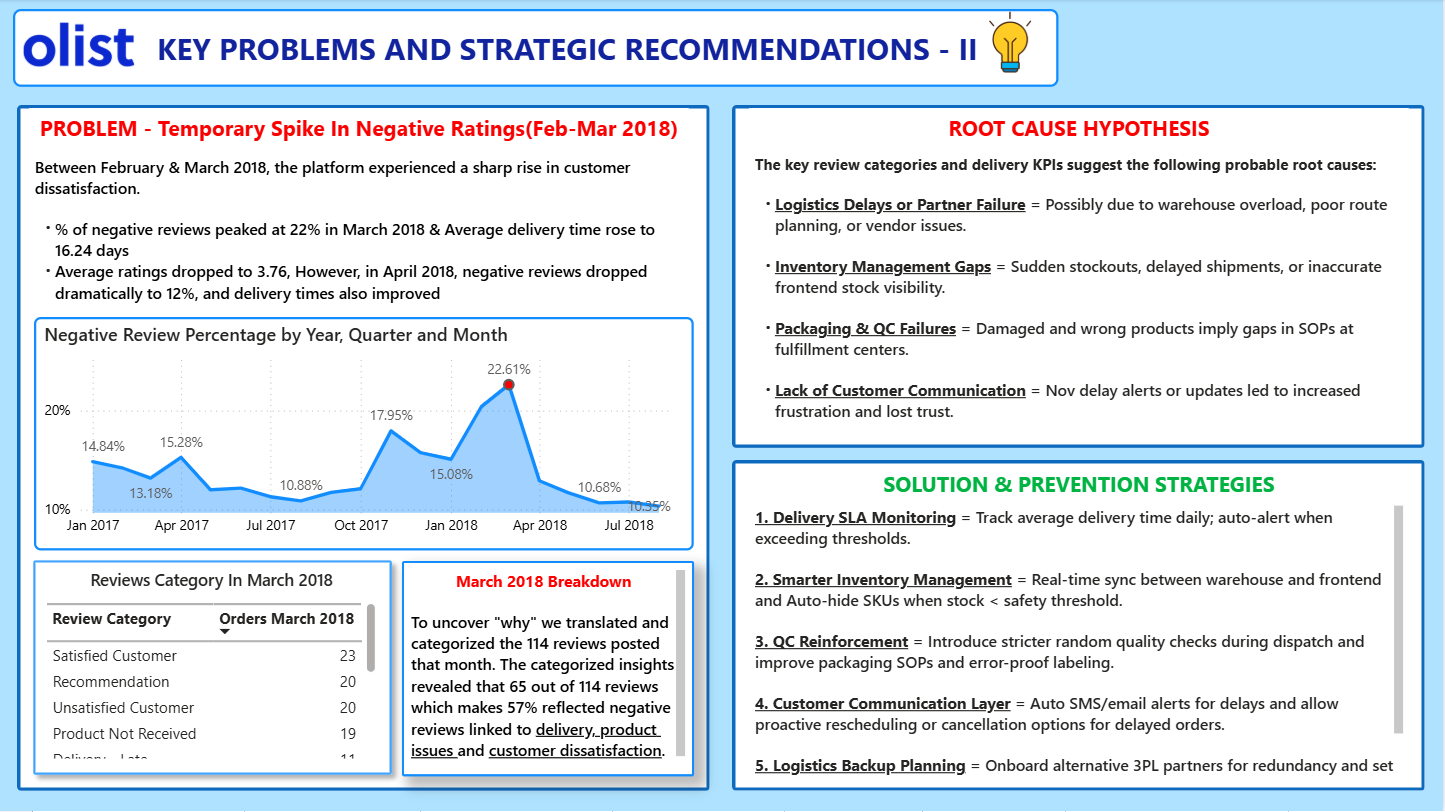 olist
KEY PROBLEMS AND STRATEGIC RECOMMENDATIONS - II
PROBLEM - Temporary Spike In Negative Ratings(Feb-Mar 2018)
Between February & March 2018, the platform experienced a sharp rise in customer
dissatisfaction.
· % of negative reviews peaked at 22% in March 2018 & Average delivery time rose to
16.24 days
· Average ratings dropped to 3.76, However, in April 2018, negative reviews dropped
dramatically to 12%, and delivery times also improved
Negative Review Percentage by Year, Quarter and Month
22.61%
20%
17.95%
14.84%
15.28%
13.18%
10.88%
15.08%
10.68%
10.35%
10%
Jan 2017
Apr 2017
Jul 2017
Oct 2017
Jan 2018
Apr 2018
Jul 2018
Reviews Category In March 2018
Review Category Orders March 2018
Satisfied Customer 23
Recommendation 20
Unsatisfied Customer 20
Product Not Received 19
Delivery - Late 11
March 2018 Breakdown
To uncover "why" we translated and
categorized the 114 reviews posted
that month. The categorized insights
revealed that 65 out of 114 reviews
which makes 57% reflected negative
reviews linked to delivery, product
issues and customer dissatisfaction.
ROOT CAUSE HYPOTHESIS
The key review categories and delivery KPIs suggest the following probable root causes:
· Logistics Delays or Partner Failure = Possibly due to warehouse overload, poor route
planning, or vendor issues.
· Inventory Management Gaps = Sudden stockouts, delayed shipments, or inaccurate
frontend stock visibility.
· Packaging & QC Failures = Damaged and wrong products imply gaps in SOPs at
fulfillment centers.
· Lack of Customer Communication = Nov delay alerts or updates led to increased
frustration and lost trust.
SOLUTION & PREVENTION STRATEGIES
1. Delivery SLA Monitoring = Track average delivery time daily; auto-alert when
exceeding thresholds.
2. Smarter Inventory Management = Real-time sync between warehouse and frontend
and Auto-hide SKUs when stock < safety threshold.
3. QC Reinforcement = Introduce stricter random quality checks during dispatch and
improve packaging SOPs and error-proof labeling.
4. Customer Communication Layer = Auto SMS/email alerts for delays and allow
proactive rescheduling or cancellation options for delayed orders.
5. Logistics Backup Planning = Onboard alternative 3PL partners for redundancy and set